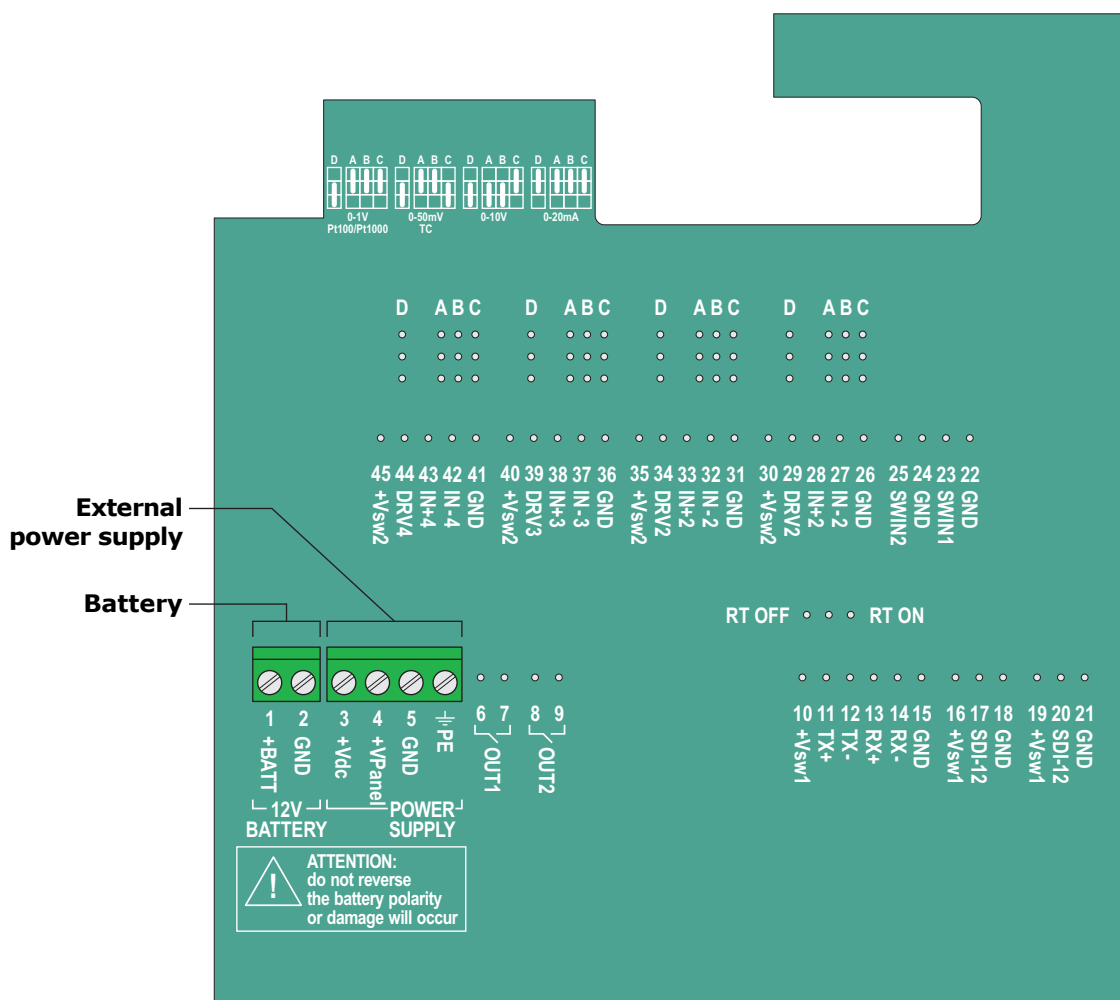 D A B C D A B C D A B C D A B C
0-1V 0-50mV 0-10V 0-20mA
Pt100/Pt1000 TC
D A B C D A B C D A B C D A B C
45 44 43 42 41 40 39 38 37 36 35 34 33 32 31 30 29 28 27 26 25 24 23 22
+Vsw2 DRV4 IN+4 IN-4 GND +Vsw2 DRV3 IN+3 IN-3 GND +Vsw2 DRV2 IN+2 IN-2 GND +Vsw2 DRV2 IN+2 IN-2 GND SWIN2 GND SWIN1 GND
External
power supply
Battery
RT OFF RT ON
1 2 3 4 5 PE 6 7 8 9 10 11 12 13 14 15 16 17 18 19 20 21
+BATT GND +Vdc +VPanel GND OUT1 OUT2 +Vsw1 TX+ TX- RX+ RX- GND +Vsw1 SDI-12 GND +Vsw1 SDI-12 GND
12V POWER
BATTERY SUPPLY
! ATTENTION:
do not reverse
the battery polarity
or damage will occur